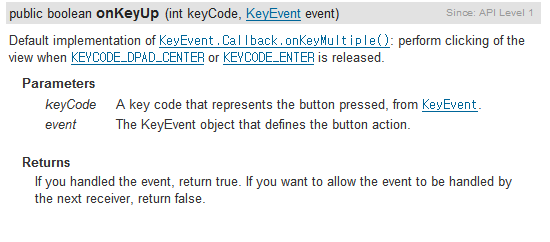 public boolean onKeyUp (int keyCode, KeyEvent event) Since: API Level 1
Default implementation of KeyEvent.Callback.onKeyMultiple(): perform clicking of the
view when KEYCODE_DPAD_CENTER or KEYCODE_ENTER is released.
Parameters
keyCode A key code that represents the button pressed, from KeyEvent.
event The KeyEvent object that defines the button action.
Returns
If you handled the event, return true. If you want to allow the event to be handled by
the next receiver, return false.